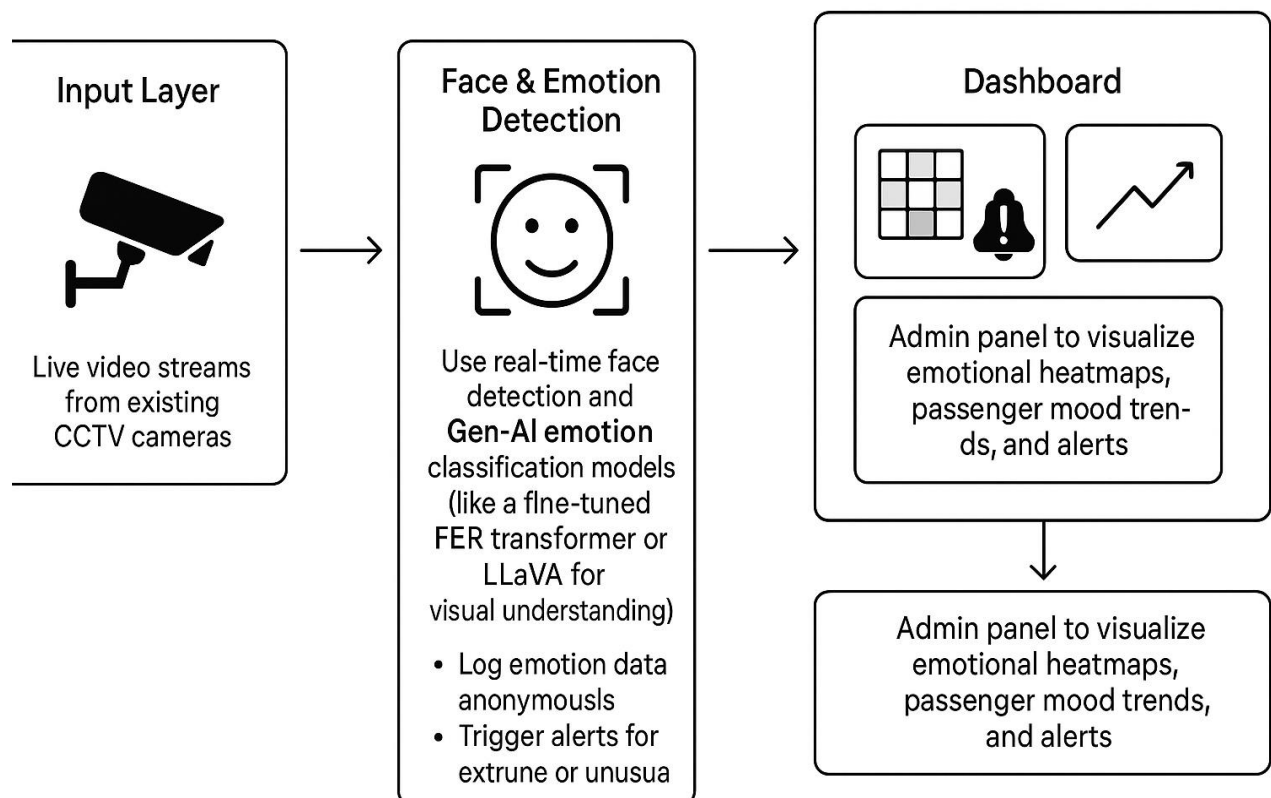 Input Layer
Live video streams
from existing
CCTV cameras
Face & Emotion
Detection
Use real-time face
detection and
Gen-AI emotion
classification models
(like a fIne-tuned
FER transformer or
LLaVA for
visual understanding)
• Log emotion data
anonymousls
• Trigger alerts for
extrune or unusua
Dashboard
Admin panel to visualize
emotional heatmaps,
passenger mood tren-
ds, and alerts
Admin panel to visualize
emotional heatmaps,
passenger mood trends,
and alerts